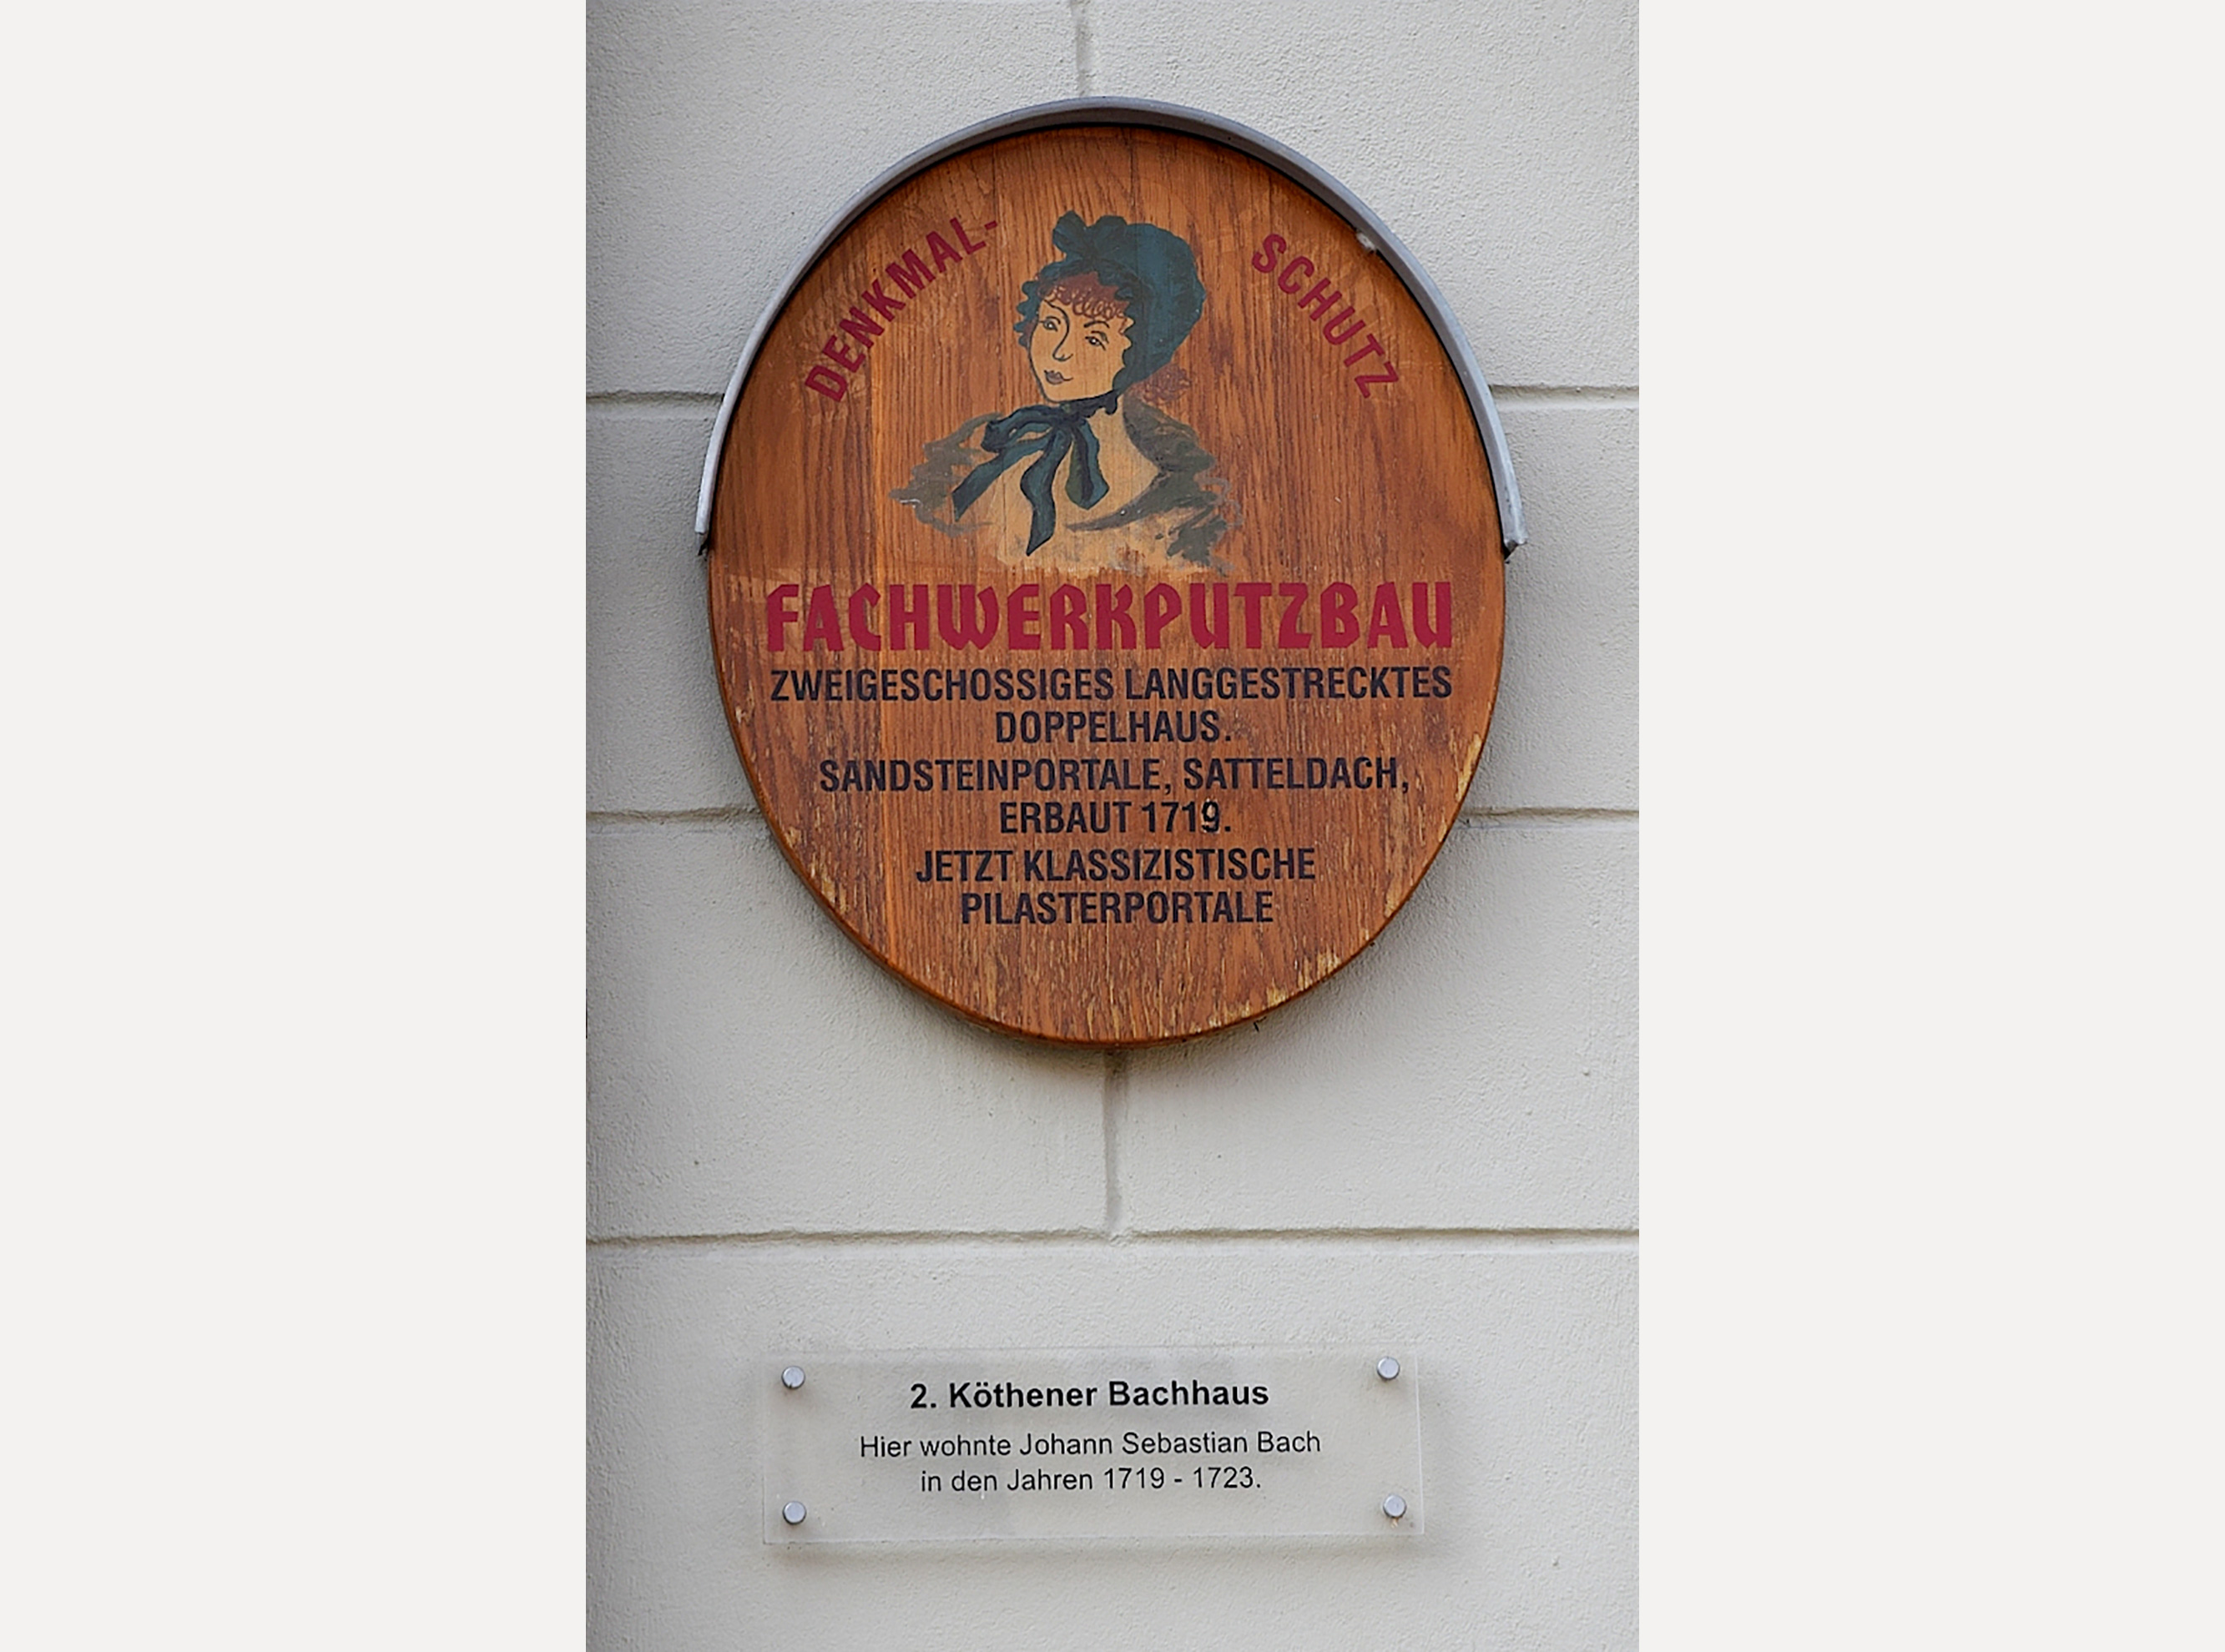 DENKMAL-
SCHUTZ
FACHWERKPUTZBAU
ZWEIGESCHOSSIGES LANGGESTRECKTES
DOPPELHAUS.
SANDSTEINPORTALE, SATTELDACH,
ERBAUT 1719.
JETZT KLASSIZISTISCHE
PILASTERPORTALE
2. Köthener Bachhaus
Hier wohnte Johann Sebastian Bach
in den Jahren 1719 - 1723.